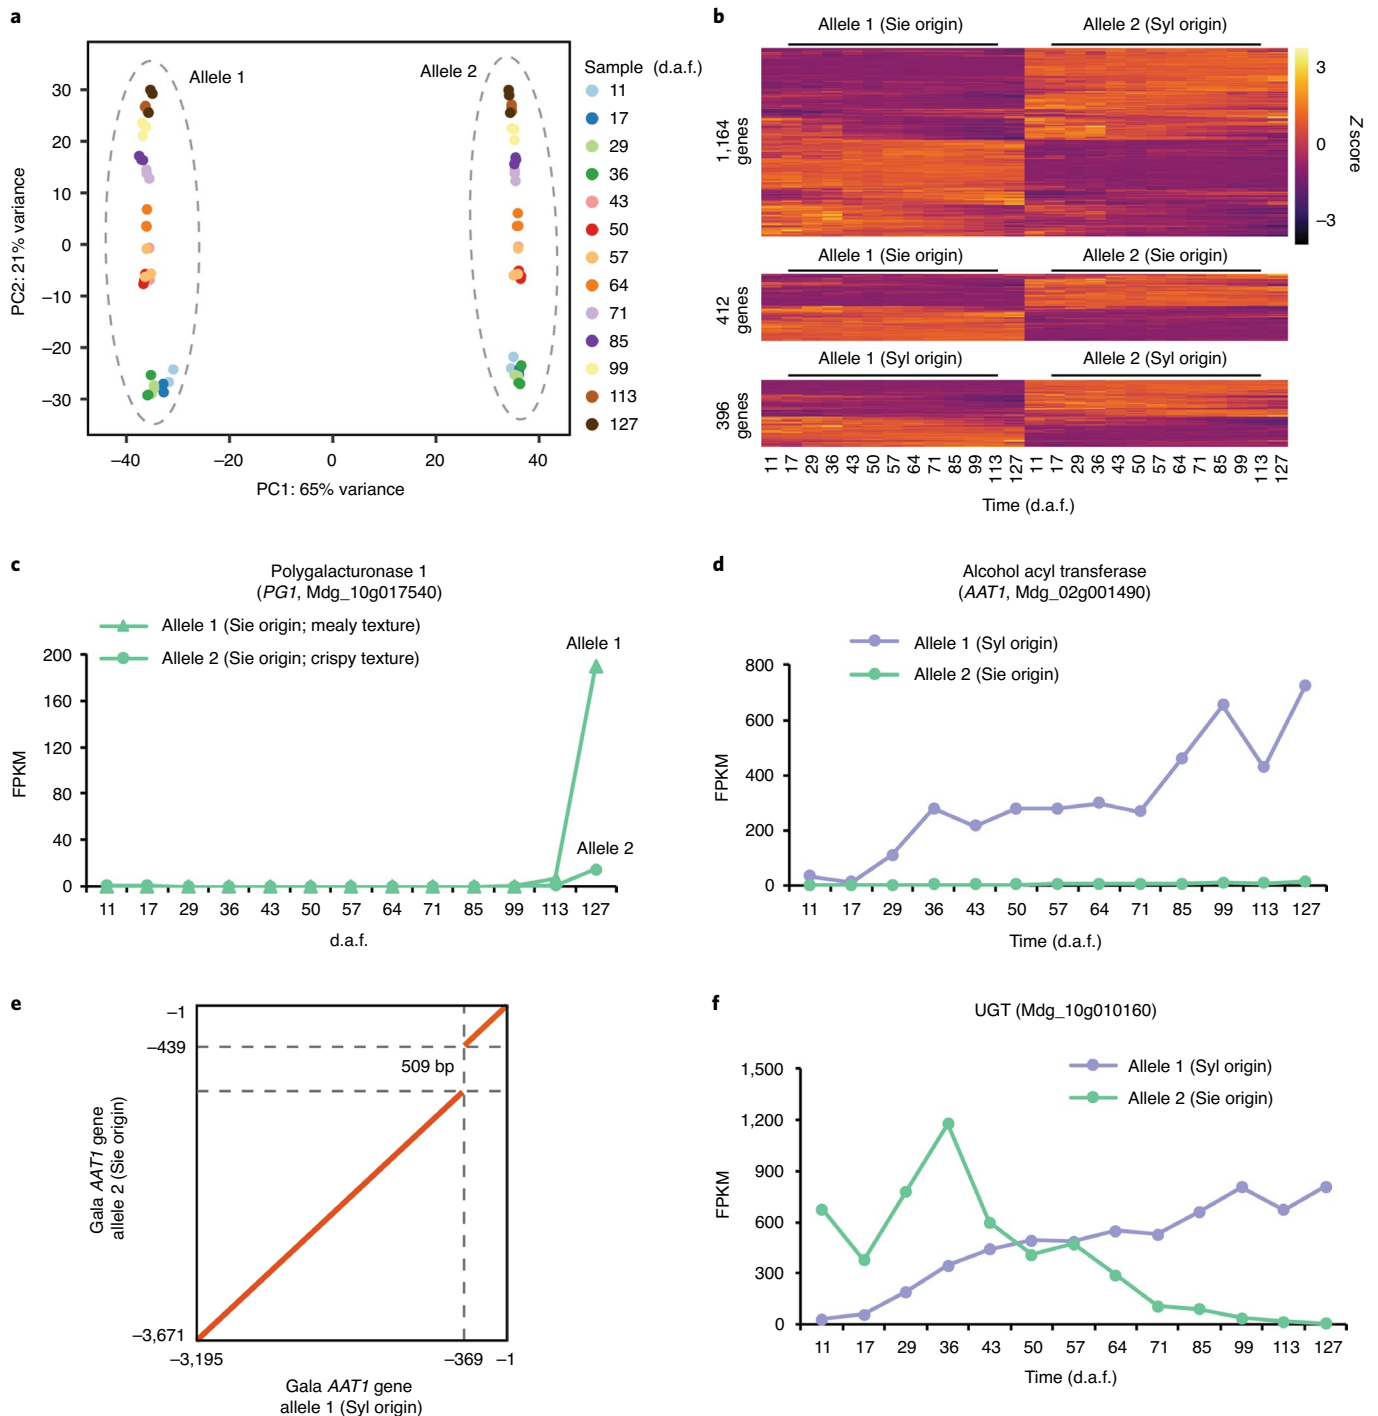 a
Allele 1
Allele 2
30
20
10
0
–10
–20
–30
PC2: 21% variance
–40
–20
0
20
40
PC1: 65% variance
Sample (d.a.f.)
11
17
29
36
43
50
57
64
71
85
99
113
127
b
Allele 1 (Sie origin)
Allele 2 (Syl origin)
1,164
genes
Allele 1 (Sie origin)
Allele 2 (Sie origin)
412
genes
Allele 1 (Syl origin)
Allele 2 (Syl origin)
396
genes
11 17 29 36 43 50 57 64 71 85 99 113 127 11 17 29 36 43 50 57 64 71 85 99 113 127
Time (d.a.f.)
3
0
–3
Z score
c
Polygalacturonase 1
(PG1, Mdg_10g017540)
Allele 1 (Sie origin; mealy texture)
Allele 2 (Sie origin; crispy texture)
Allele 1
Allele 2
200
160
120
80
40
0
FPKM
11 17 29 36 43 50 57 64 71 85 99 113 127
d.a.f.
d
Alcohol acyl transferase
(AAT1, Mdg_02g001490)
Allele 1 (Syl origin)
Allele 2 (Sie origin)
800
600
400
200
0
FPKM
11 17 29 36 43 50 57 64 71 85 99 113 127
Time (d.a.f.)
e
–1
–439
509 bp
–3,671
Gala AAT1 gene
allele 2 (Sie origin)
–3,195 –369 –1
Gala AAT1 gene
allele 1 (Syl origin)
f
UGT (Mdg_10g010160)
Allele 1 (Syl origin)
Allele 2 (Sie origin)
1,500
1,200
900
600
300
0
FPKM
11 17 29 36 43 50 57 64 71 85 99 113 127
Time (d.a.f.)